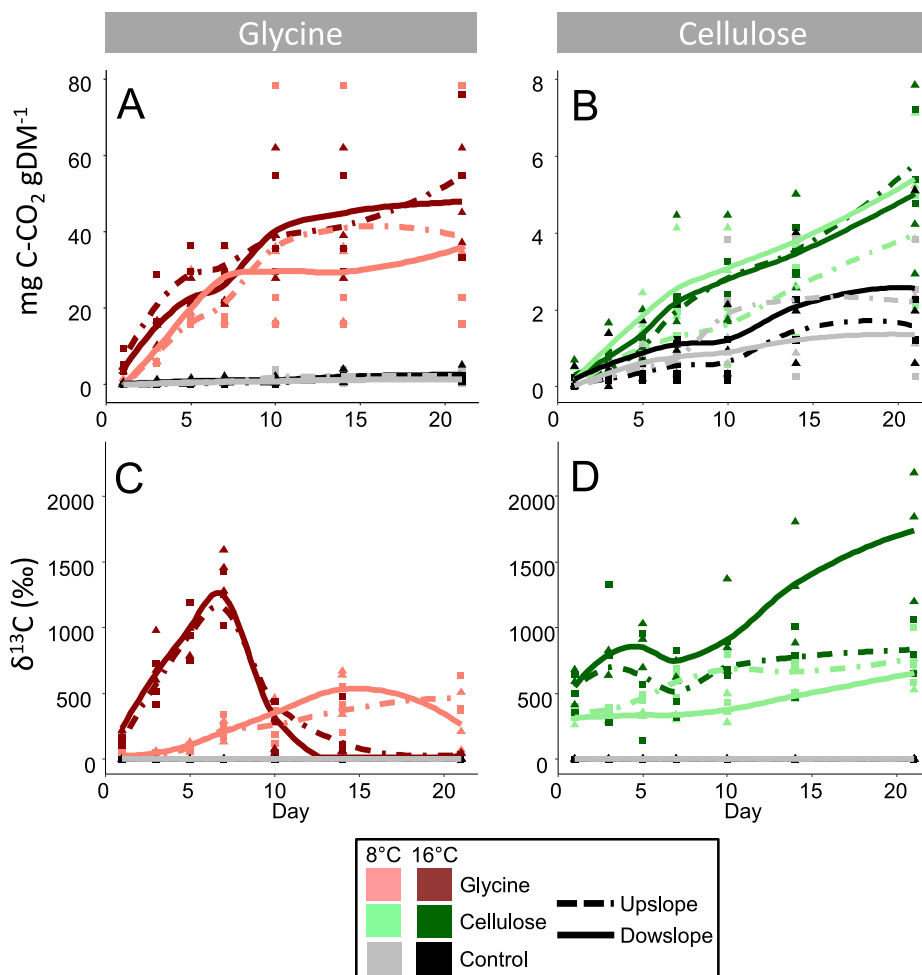 Glycine Cellulose
A B
mg C-CO₂ gDM⁻¹
80
60
40
20
0
8
6
4
2
0
0 5 10 15 20
0 5 10 15 20
C D
δ¹³C (‰)
2000
1500
1000
500
0
2000
1500
1000
500
0
0 5 10 15 20
0 5 10 15 20
Day Day
8°C 16°C
Glycine
Cellulose
Control
Upslope
Dowslope